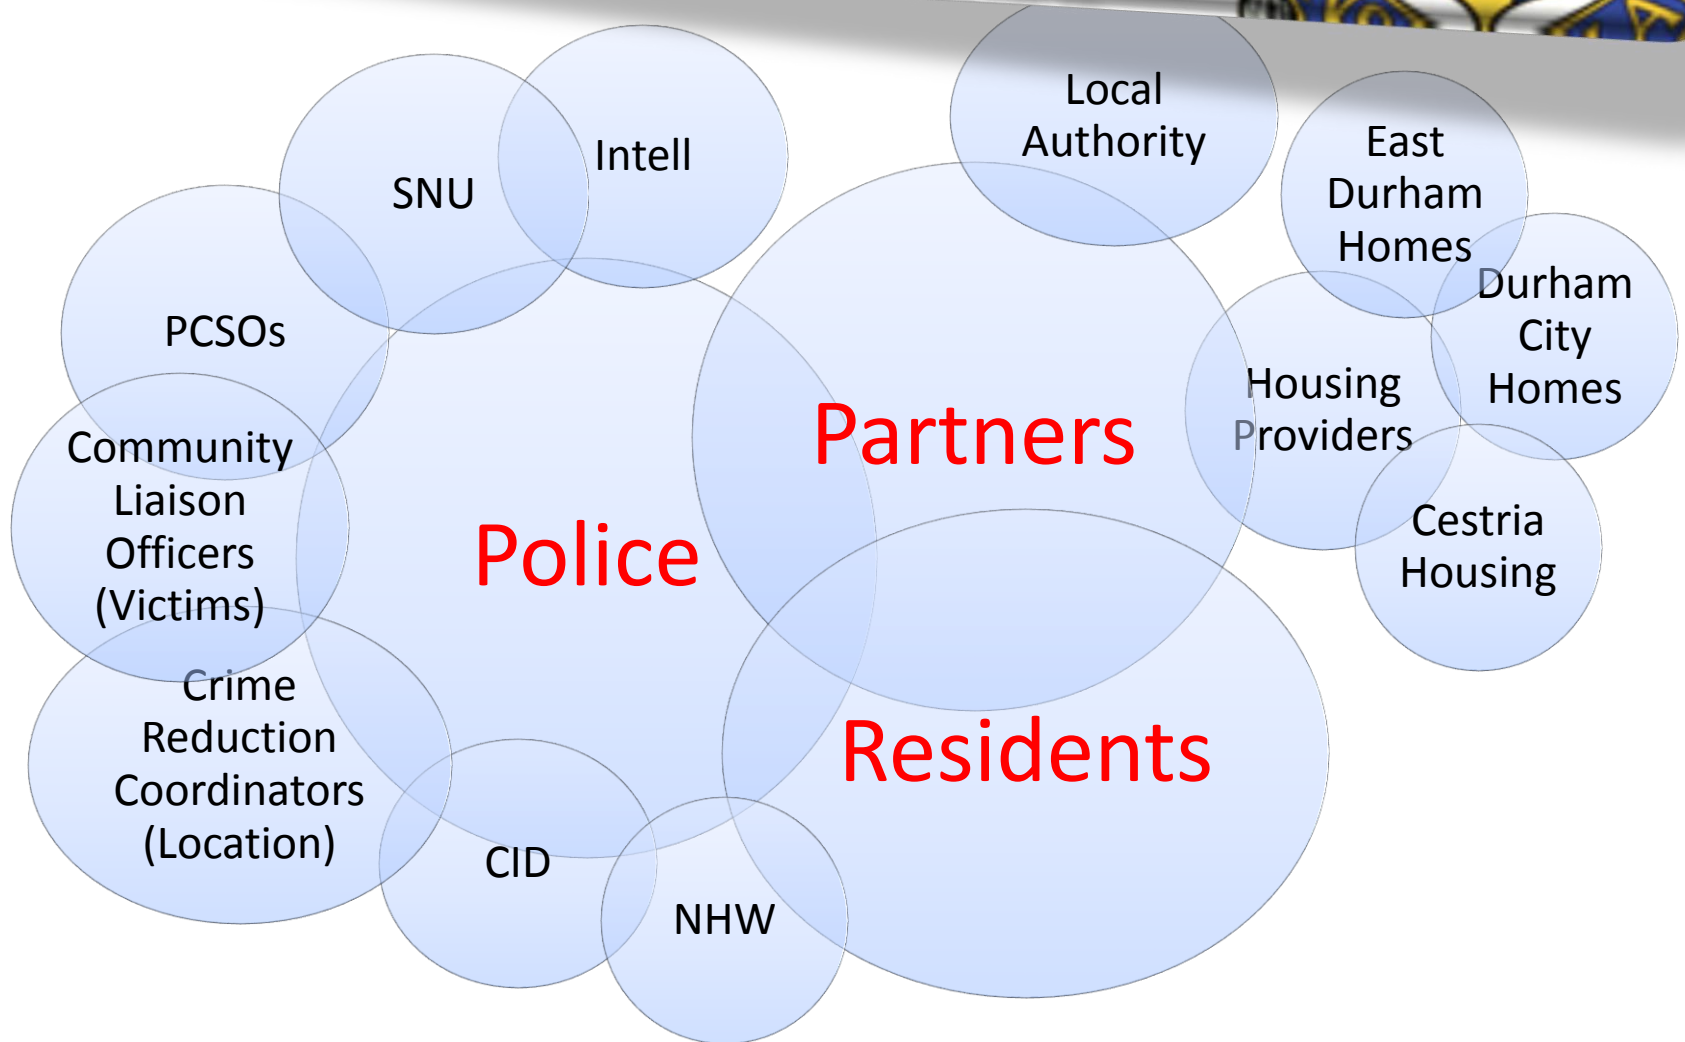 Local
Authority
Intell
East
Durham
Homes
SNU
Durham
City
Homes
PCSOs
Housing
Providers
Partners
Community
Liaison
Officers
(Victims)
Police
Cestria
Housing
Crime
Reduction
Coordinators
(Location)
Residents
CID
NHW